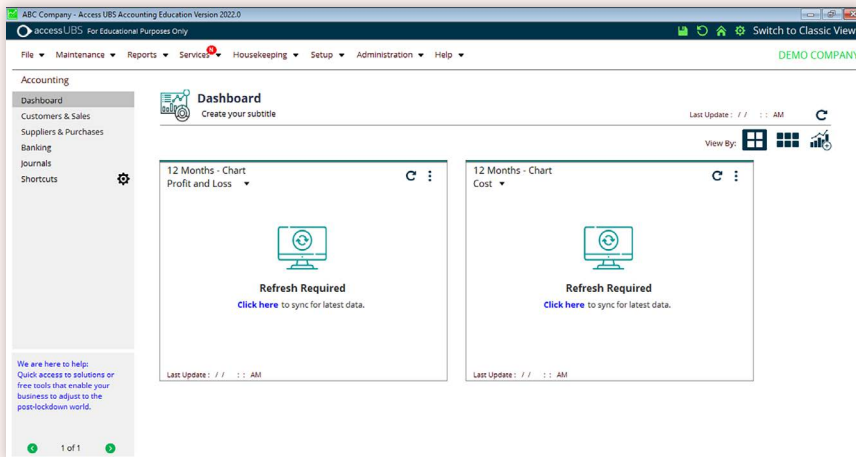 ABC Company - Access UBS Accounting Education Version 2022.0
accessUBS For Educational Purposes Only
Switch to Classic View
File Maintenance Reports Services N Housekeeping Setup Administration Help
DEMO COMPANY
Accounting
Dashboard
Customers & Sales
Suppliers & Purchases
Banking
Journals
Shortcuts
Dashboard
Create your subtitle
Last Update : / / : : AM
View By:
12 Months - Chart
Profit and Loss
Refresh Required
Click here to sync for latest data.
Last Update : / / : : AM
12 Months - Chart
Cost
Refresh Required
Click here to sync for latest data.
Last Update : / / : : AM
We are here to help:
Quick access to solutions or
free tools that enable your
business to adjust to the
post-lockdown world.
1 of 1